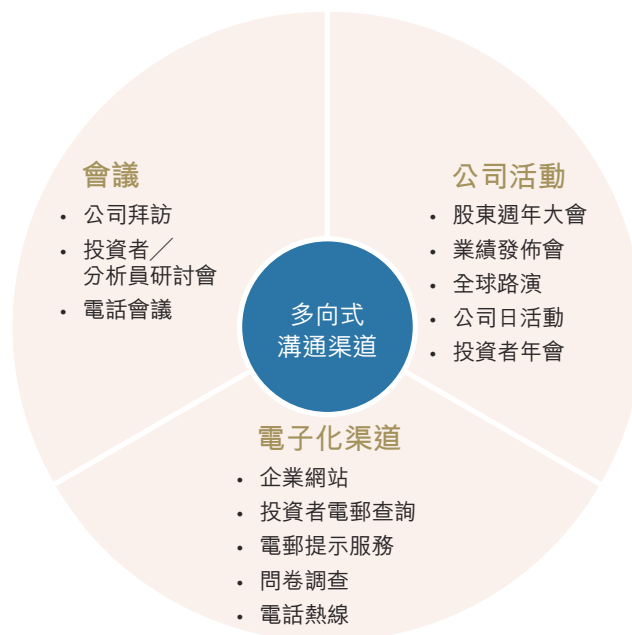 會議
• 公司拜訪
• 投資者／
分析員研討會
• 電話會議
公司活動
• 股東週年大會
• 業績發佈會
• 全球路演
• 公司日活動
• 投資者年會
多向式
溝通渠道
電子化渠道
• 企業網站
• 投資者電郵查詢
• 電郵提示服務
• 問卷調查
• 電話熱線